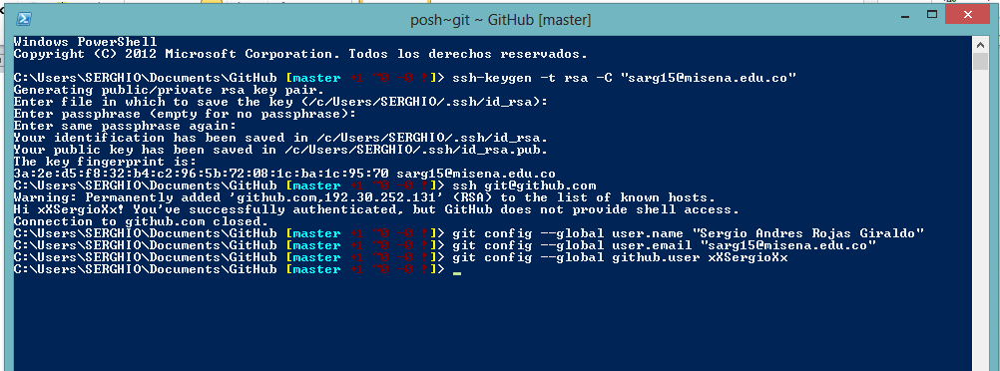 posh~git ~ GitHub [master]
Windows PowerShell
Copyright (C) 2012 Microsoft Corporation. Todos los derechos reservados.
C:\Users\SERGHIO\Documents\GitHub [master +1 ~0 -0 !]> ssh-keygen -t rsa -C "sarg15@misena.edu.co"
Generating public/private rsa key pair.
Enter file in which to save the key (/c/Users/SERGHIO/.ssh/id_rsa):
Enter passphrase (empty for no passphrase):
Enter same passphrase again:
Your identification has been saved in /c/Users/SERGHIO/.ssh/id_rsa.
Your public key has been saved in /c/Users/SERGHIO/.ssh/id_rsa.pub.
The key fingerprint is:
3a:2e:d5:f8:32:b4:c2:96:5b:72:08:1c:ba:1c:95:70 sarg15@misena.edu.co
C:\Users\SERGHIO\Documents\GitHub [master +1 ~0 -0 !]> ssh git@github.com
Warning: Permanently added 'github.com,192.30.252.131' (RSA) to the list of known hosts.
Hi xXSergioXx! You've successfully authenticated, but GitHub does not provide shell access.
Connection to github.com closed.
C:\Users\SERGHIO\Documents\GitHub [master +1 ~0 -0 !]> git config --global user.name "Sergio Andres Rojas Giraldo"
C:\Users\SERGHIO\Documents\GitHub [master +1 ~0 -0 !]> git config --global user.email "sarg15@misena.edu.co"
C:\Users\SERGHIO\Documents\GitHub [master +1 ~0 -0 !]> git config --global github.user xXSergioXx
C:\Users\SERGHIO\Documents\GitHub [master +1 ~0 -0 !]> _